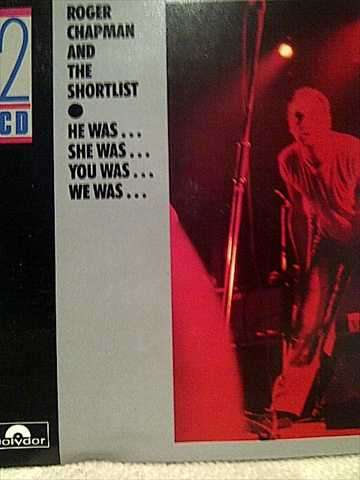 2
CD
ROGER
CHAPMAN
AND
THE
SHORTLIST
HE WAS...
SHE WAS...
YOU WAS...
WE WAS...
polydor